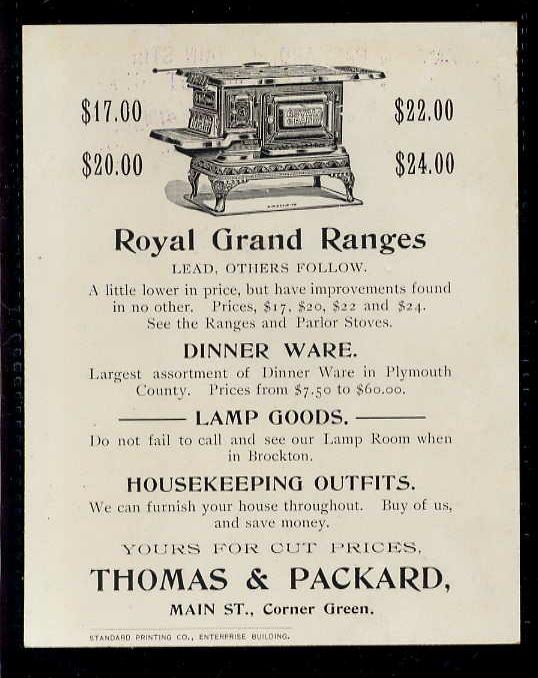 $17.00
$22.00
$20.00
$24.00
ROYAL
GRAND
Royal Grand Ranges
LEAD, OTHERS FOLLOW.
A little lower in price, but have improvements found
in no other. Prices, $17, $20, $22 and $24.
See the Ranges and Parlor Stoves.
DINNER WARE.
Largest assortment of Dinner Ware in Plymouth
County. Prices from $7.50 to $60.00.
LAMP GOODS.
Do not fail to call and see our Lamp Room when
in Brockton.
HOUSEKEEPING OUTFITS.
We can furnish your house throughout. Buy of us,
and save money.
YOURS FOR CUT PRICES,
THOMAS & PACKARD,
MAIN ST., Corner Green.
STANDARD PRINTING CO., ENTERPRISE BUILDING.